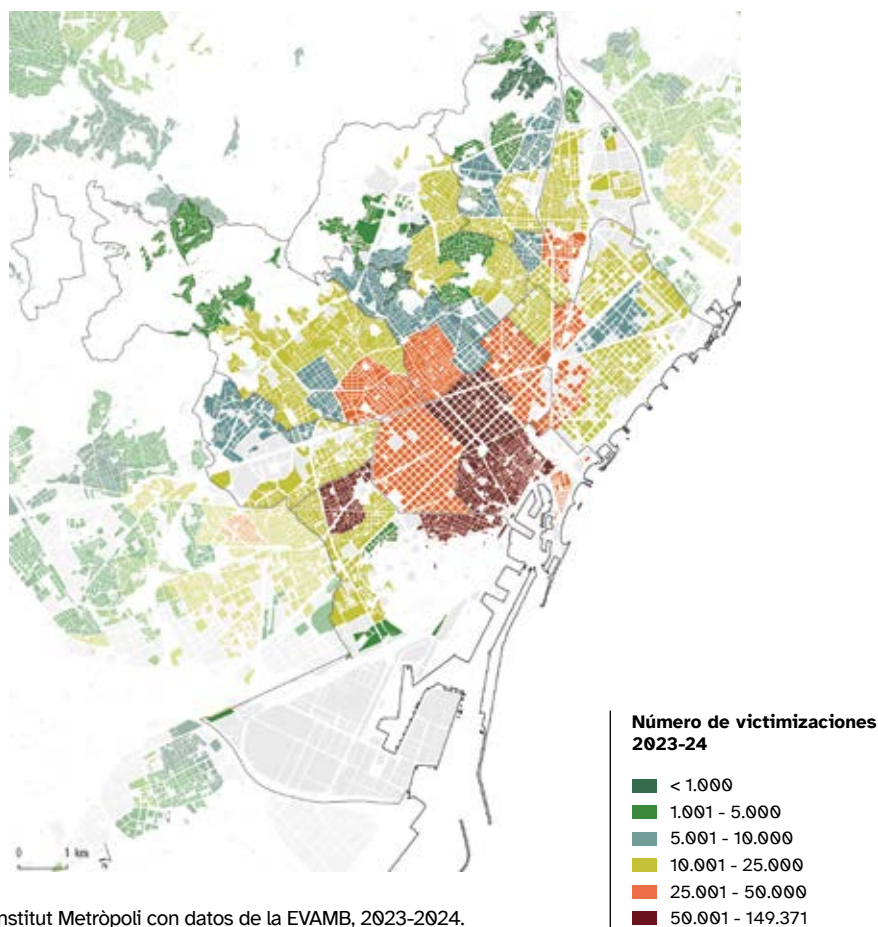 0 1 km
N
Número de victimizaciones
2023-24
< 1.000
1.001 - 5.000
5.001 - 10.000
10.001 - 25.000
25.001 - 50.000
50.001 - 149.371
nstitut Metròpoli con datos de la EVAMB, 2023-2024.